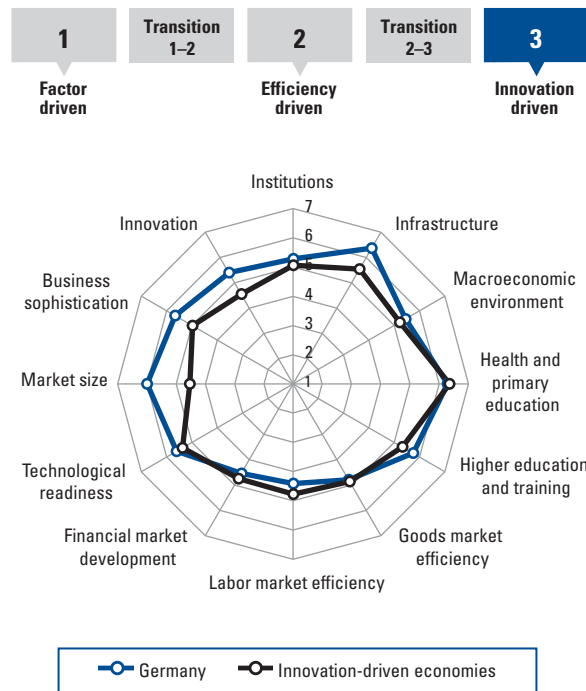 1
Transition
1–2
2
Transition
2–3
3
Factor
driven
Efficiency
driven
Innovation
driven
Institutions
7
Innovation
Infrastructure
6
5
Business
sophistication
Macroeconomic
environment
4
3
2
Market size
1
Health and
primary
education
Technological
readiness
Higher education
and training
Financial market
development
Goods market
efficiency
Labor market efficiency
Germany
Innovation-driven economies